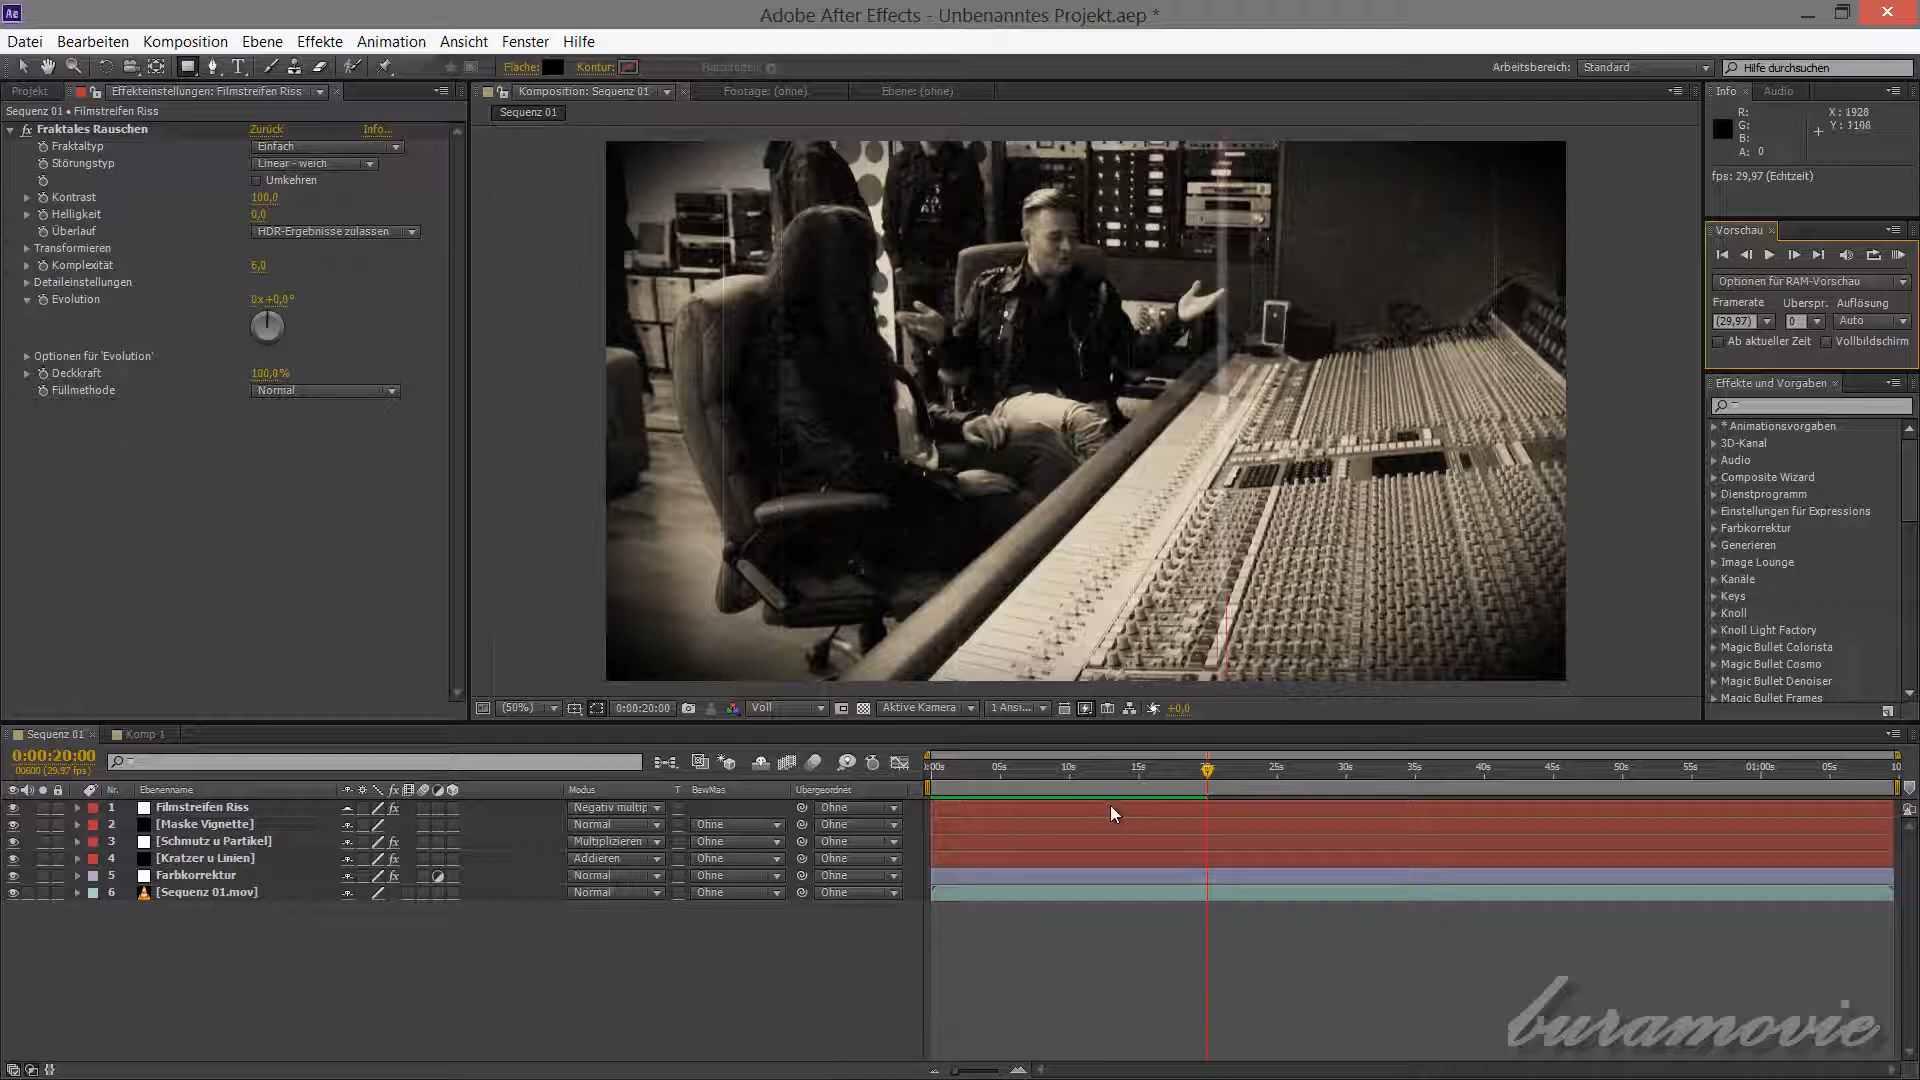 Adobe After Effects - Unbenanntes Projekt.aep *
Datei Bearbeiten Komposition Ebene Effekte Animation Ansicht Fenster Hilfe
Fläche: Kontur: Arbeitsbereich: Standard Hilfe durchsuchen
Projekt Effekteinstellungen: Filmstreifen Riss
Komposition: Sequenz 01 Footage: (ohne) Ebene: (ohne)
Info Audio
Sequenz 01 • Filmstreifen Riss
Sequenz 01
Fraktales Rauschen Zurück Info...
Fraktaltyp Einfach
Störungstyp Linear - weich
Umkehren
Kontrast 100,0
Helligkeit 0,0
Überlauf HDR-Ergebnisse zulassen
Transformieren
Komplexität 6,0
Detaileinstellungen
Evolution 0x +0,0°
Optionen für 'Evolution'
Deckkraft 100,0%
Füllmethode Normal
R: X : 1928
G: Y : 1108
B:
A: 0
fps: 29,97 (Echtzeit)
Vorschau
Optionen für RAM-Vorschau
Framerate Überspr. Auflösung
(29,97) 0 Auto
Ab aktueller Zeit Vollbildschirm
Effekte und Vorgaben
* Animationsvorgaben
3D-Kanal
Audio
Composite Wizard
Dienstprogramm
Einstellungen für Expressions
Farbkorrektur
Generieren
Image Lounge
Kanäle
Keys
Knoll
Knoll Light Factory
Magic Bullet Colorista
Magic Bullet Cosmo
Magic Bullet Denoiser
Magic Bullet Frames
(50%) 0:00:20:00 Voll Aktive Kamera 1 Ansi... +0,0
Sequenz 01 Komp 1
0:00:20:00
00600 (29.97 fps)
:00s 05s 10s 15s 25s 30s 35s 40s 45s 50s 55s 01:00s 05s 10
Nr. Ebenenname Modus T BewMas Übergeordnet
1 Filmstreifen Riss Negativ multip Ohne
2 [Maske Vignette] Normal Ohne Ohne
3 [Schmutz u Partikel] Multiplizieren Ohne Ohne
4 [Kratzer u Linien] Addieren Ohne Ohne
5 Farbkorrektur Normal Ohne Ohne
6 [Sequenz 01.mov] Normal Ohne Ohne
buramovie